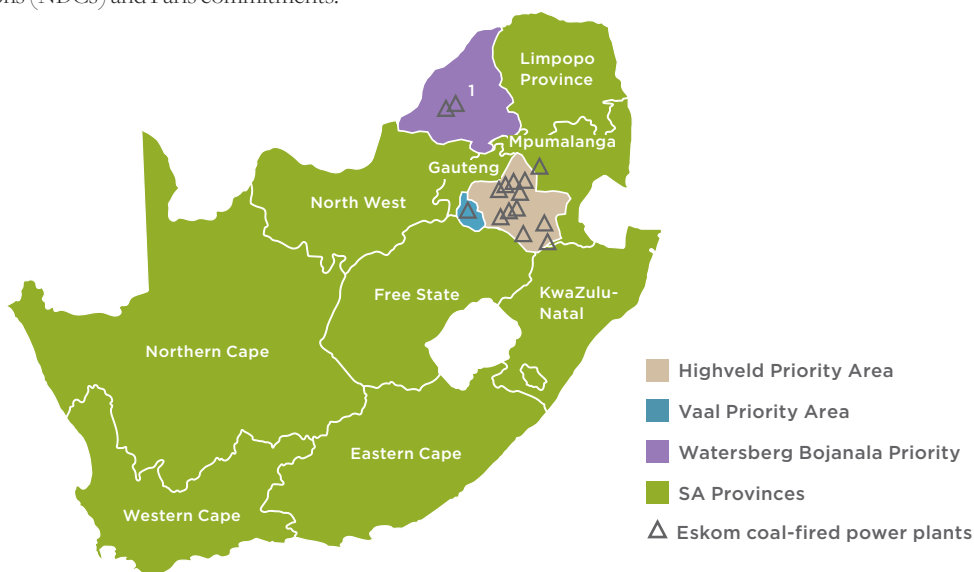 ons (NDCs) and Paris commitments.
Limpopo
Province
1
Mpumalanga
Gauteng
North West
Free State
KwaZulu-
Natal
Northern Cape
Eastern Cape
Western Cape
Highveld Priority Area
Vaal Priority Area
Watersberg Bojanala Priority
SA Provinces
Eskom coal-fired power plants